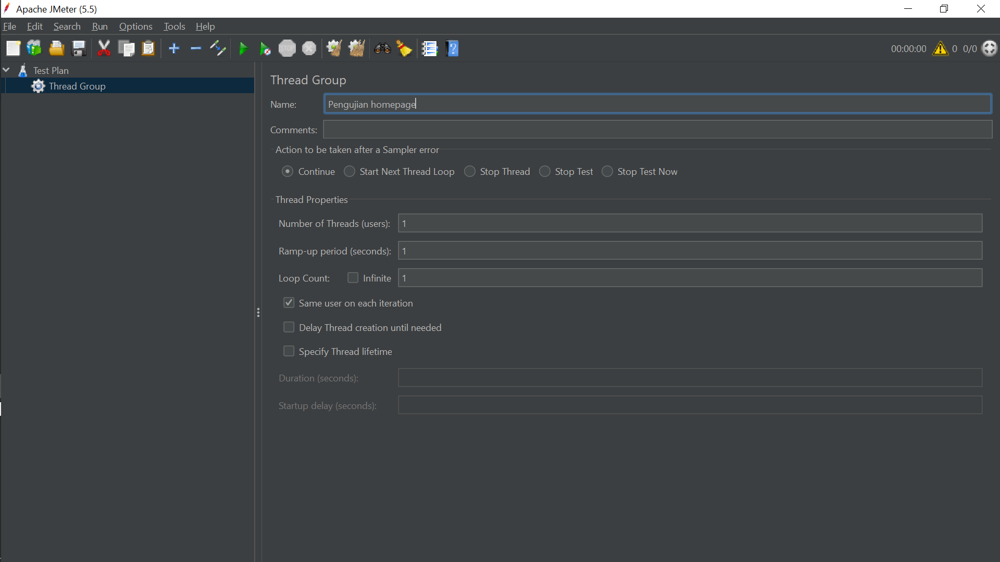 Apache JMeter (5.5)
File Edit Search Run Options Tools Help
STOP
00:00:00 0 0/0
Test Plan
Thread Group
Thread Group
Name: Pengujian homepage
Comments:
Action to be taken after a Sampler error
Continue Start Next Thread Loop Stop Thread Stop Test Stop Test Now
Thread Properties
Number of Threads (users): 1
Ramp-up period (seconds): 1
Loop Count: Infinite 1
Same user on each iteration
Delay Thread creation until needed
Specify Thread lifetime
Duration (seconds):
Startup delay (seconds):